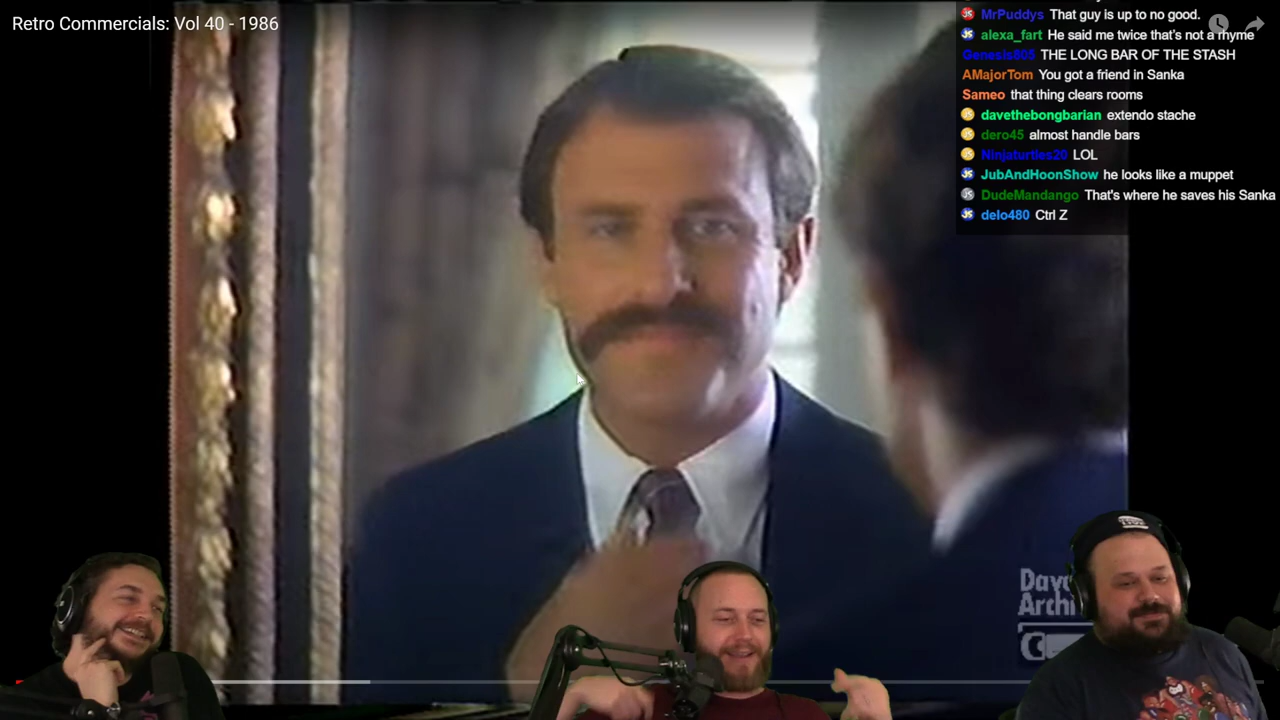 Retro Commercials: Vol 40 - 1986
MrPuddys That guy is up to no good.
alexa_fart He said me twice that's not a rhyme
Genesis805 THE LONG BAR OF THE STASH
AMajorTom You got a friend in Sanka
Sameo that thing clears rooms
davethebongbarian extendo stache
dero45 almost handle bars
Ninjaturtles20 LOL
JubAndHoonShow he looks like a muppet
DudeMandango That's where he saves his Sanka
delo480 Ctrl Z